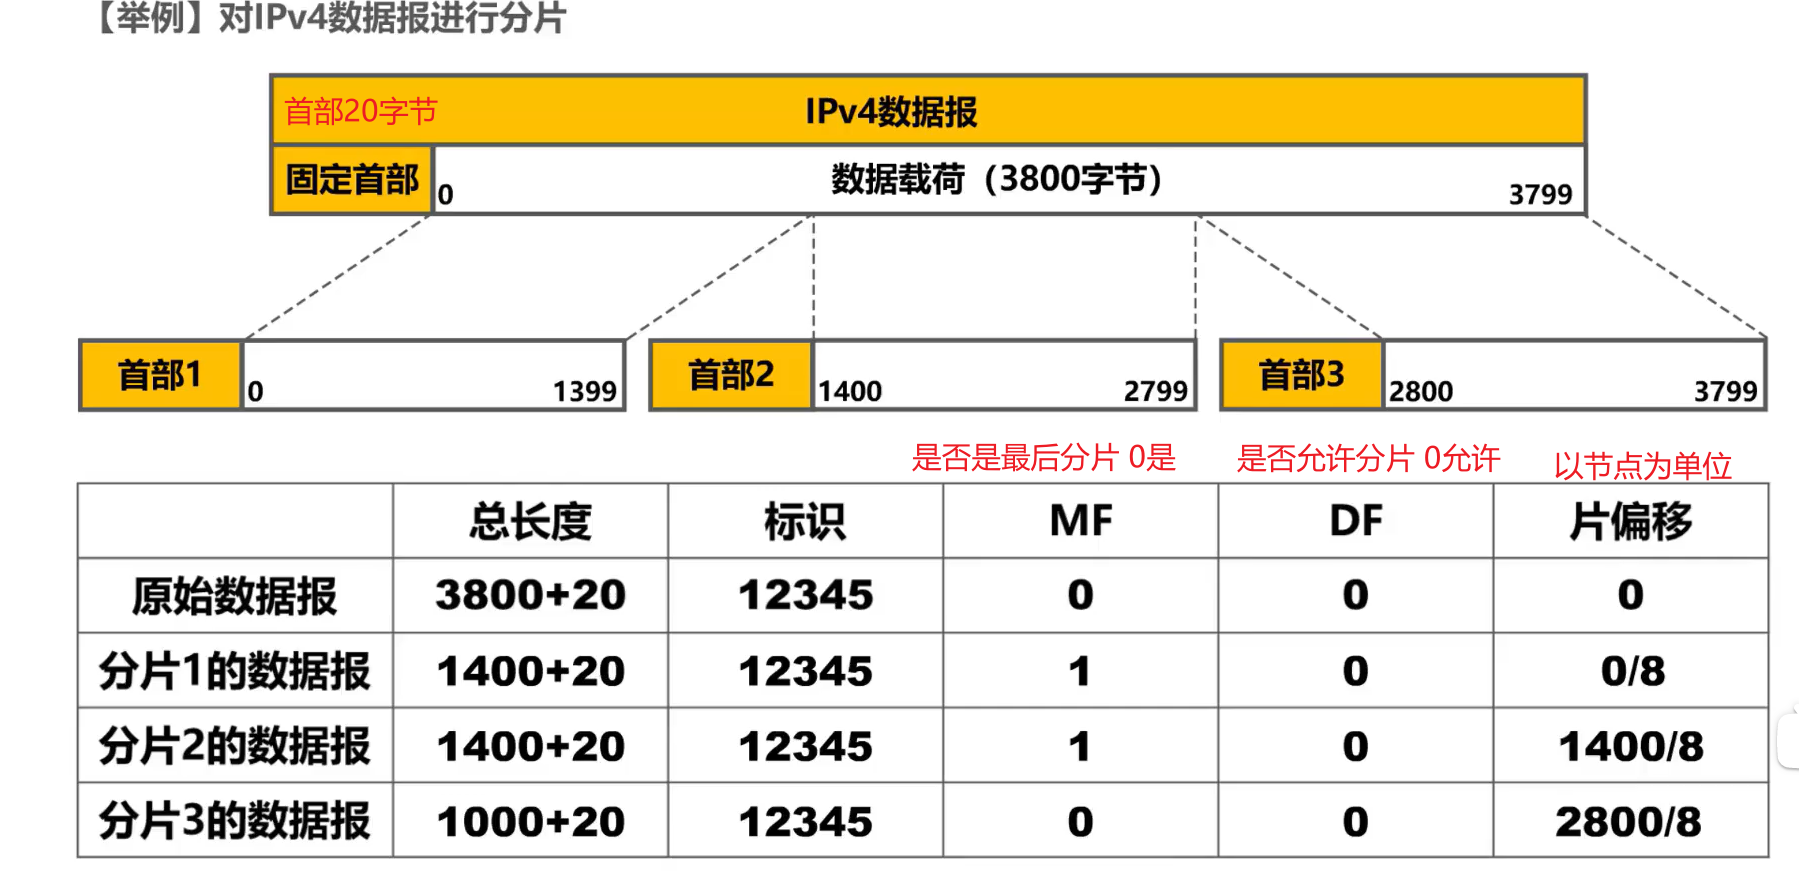 【举例】对IPv4数据报进行分片
首部20字节 IPv4数据报
固定首部 0 数据载荷（3800字节） 3799
首部1 0 1399 首部2 1400 2799 首部3 2800 3799
是否是最后分片 0是 是否允许分片 0允许 以节点为单位
总长度 标识 MF DF 片偏移
原始数据报 3800+20 12345 0 0 0
分片1的数据报 1400+20 12345 1 0 0/8
分片2的数据报 1400+20 12345 1 0 1400/8
分片3的数据报 1000+20 12345 0 0 2800/8